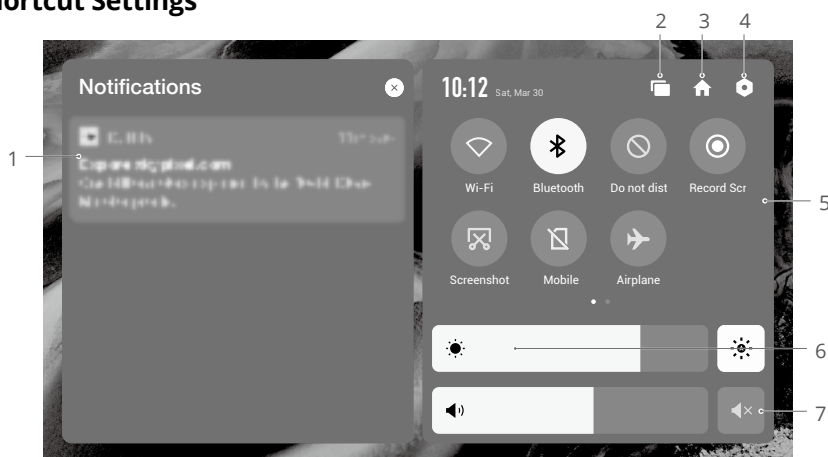 ortcut Settings
2 3 4
Notifications
10:12 Sat, Mar 30
1
Wi-Fi Bluetooth Do not dist Record Scr
5
Screenshot Mobile Airplane
6
7